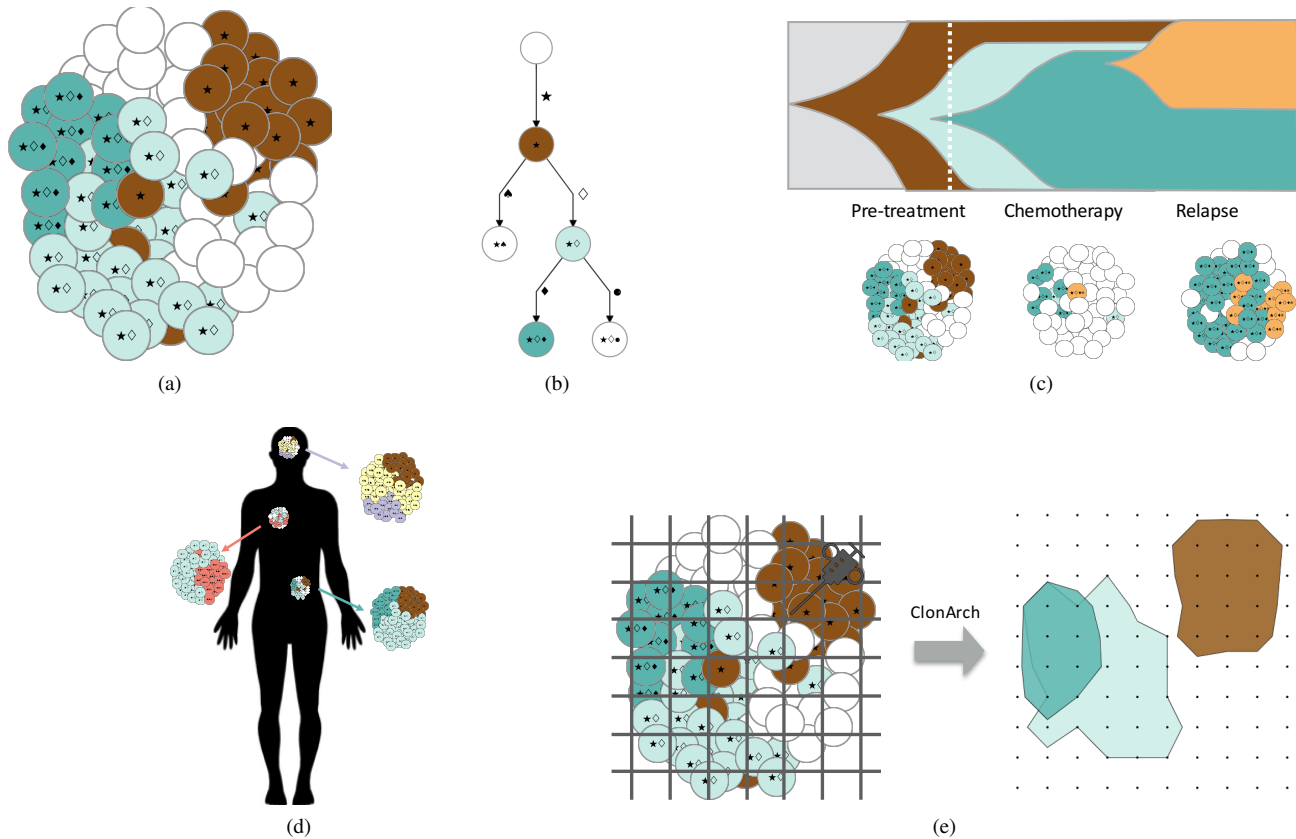 (a)
(b)
Pre-treatment Chemotherapy Relapse
(c)
(d)
ClonArch
(e)